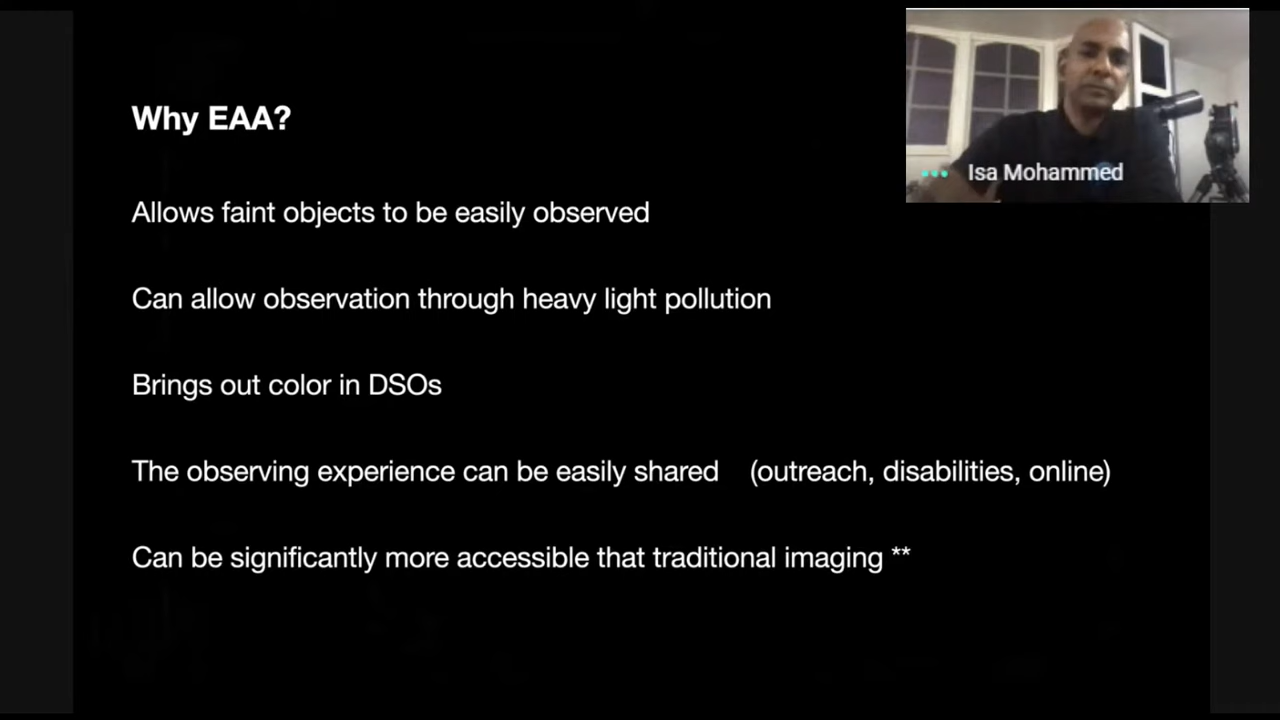 Why EAA?
Isa Mohammed
Allows faint objects to be easily observed
Can allow observation through heavy light pollution
Brings out color in DSOs
The observing experience can be easily shared (outreach, disabilities, online)
Can be significantly more accessible that traditional imaging **